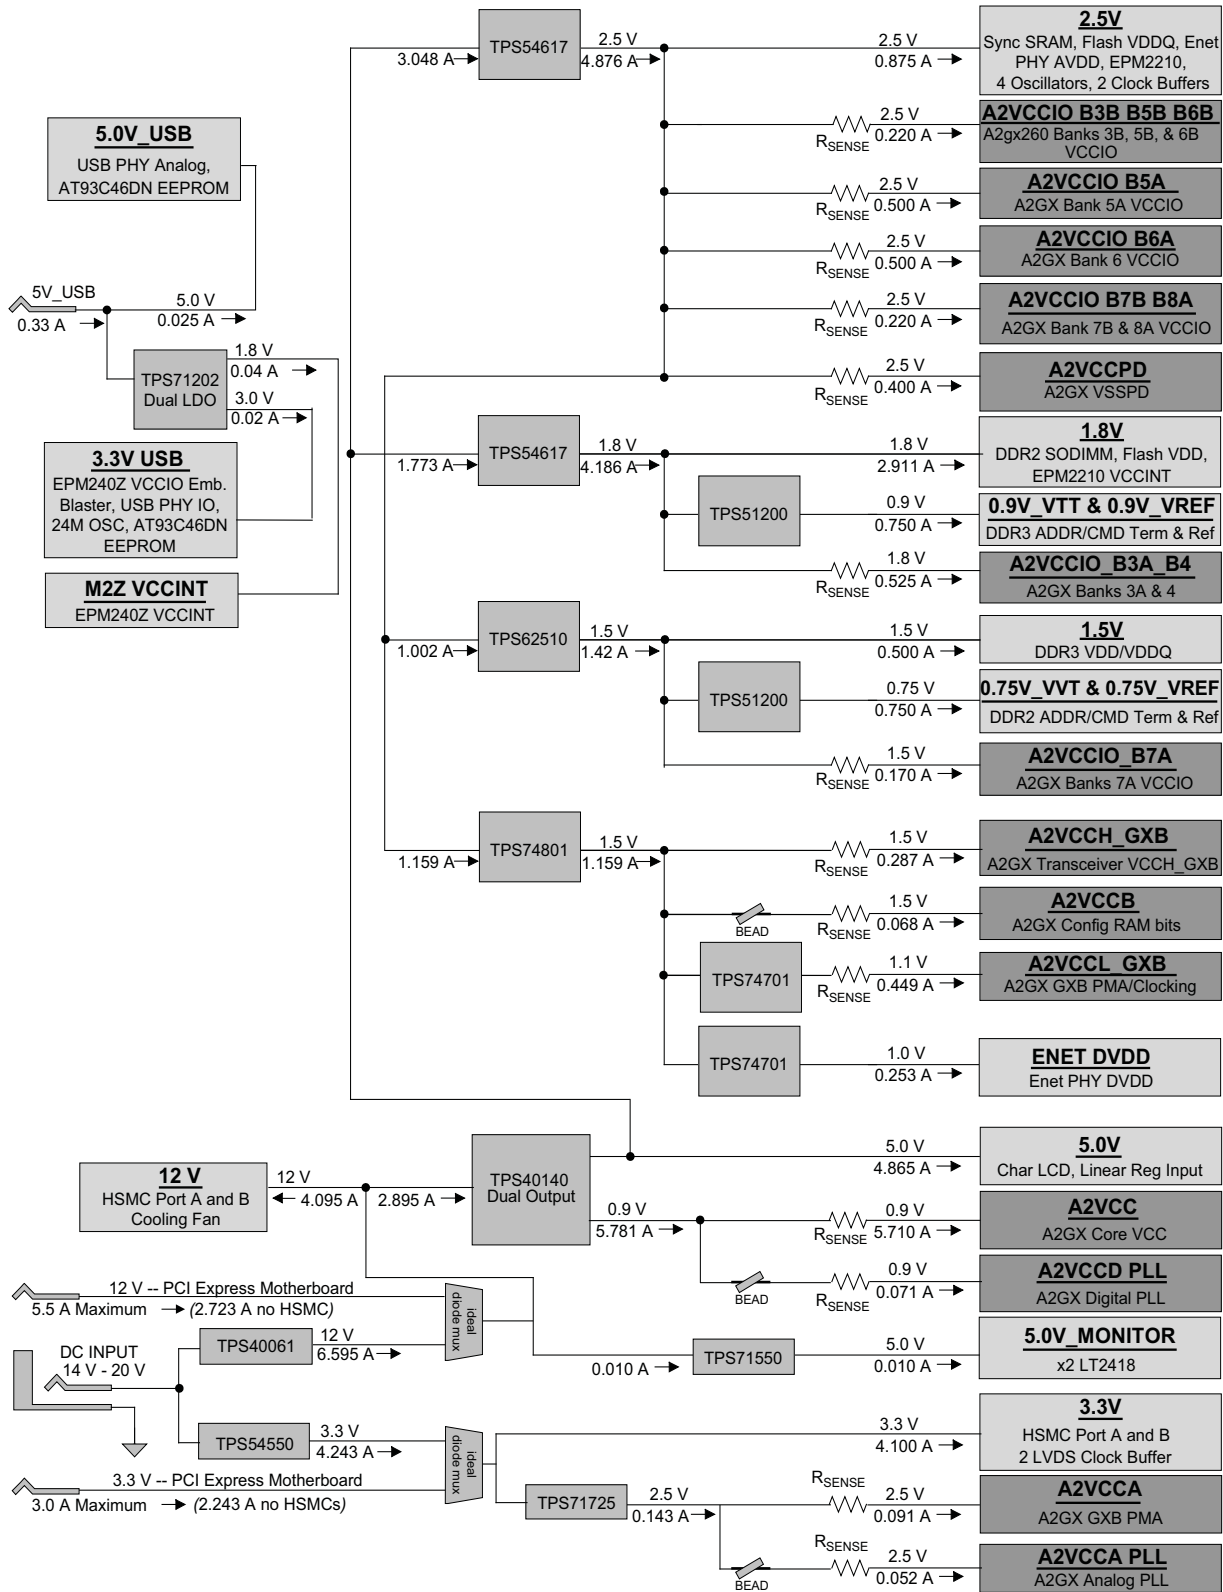 TPS54617
3.048 A
2.5 V
4.876 A
2.5 V
0.875 A
2.5V
Sync SRAM, Flash VDDQ, Enet
PHY AVDD, EPM2210,
4 Oscillators, 2 Clock Buffers
5.0V_USB
USB PHY Analog,
AT93C46DN EEPROM
RSENSE
2.5 V
0.220 A
A2VCCIO B3B B5B B6B
A2gx260 Banks 3B, 5B, & 6B
VCCIO
RSENSE
2.5 V
0.500 A
A2VCCIO B5A
A2GX Bank 5A VCCIO
RSENSE
2.5 V
0.500 A
A2VCCIO B6A
A2GX Bank 6 VCCIO
5V_USB
0.33 A
5.0 V
0.025 A
RSENSE
2.5 V
0.220 A
A2VCCIO B7B B8A
A2GX Bank 7B & 8A VCCIO
TPS71202
Dual LDO
1.8 V
0.04 A
3.0 V
0.02 A
RSENSE
2.5 V
0.400 A
A2VCCPD
A2GX VSSPD
3.3V USB
EPM240Z VCCIO Emb.
Blaster, USB PHY IO,
24M OSC, AT93C46DN
EEPROM
1.773 A
TPS54617
1.8 V
4.186 A
1.8 V
2.911 A
1.8V
DDR2 SODIMM, Flash VDD,
EPM2210 VCCINT
TPS51200
0.9 V
0.750 A
0.9V_VTT & 0.9V_VREF
DDR3 ADDR/CMD Term & Ref
M2Z VCCINT
EPM240Z VCCINT
RSENSE
1.8 V
0.525 A
A2VCCIO_B3A_B4
A2GX Banks 3A & 4
1.002 A
TPS62510
1.5 V
1.42 A
1.5 V
0.500 A
1.5V
DDR3 VDD/VDDQ
TPS51200
0.75 V
0.750 A
0.75V_VVT & 0.75V_VREF
DDR2 ADDR/CMD Term & Ref
RSENSE
1.5 V
0.170 A
A2VCCIO_B7A
A2GX Banks 7A VCCIO
1.159 A
TPS74801
1.5 V
1.159 A
RSENSE
1.5 V
0.287 A
A2VCCH_GXB
A2GX Transceiver VCCH_GXB
BEAD
RSENSE
1.5 V
0.068 A
A2VCCB
A2GX Config RAM bits
TPS74701
RSENSE
1.1 V
0.449 A
A2VCCL_GXB
A2GX GXB PMA/Clocking
TPS74701
1.0 V
0.253 A
ENET DVDD
Enet PHY DVDD
12 V
HSMC Port A and B
Cooling Fan
12 V
4.095 A
2.895 A
TPS40140
Dual Output
5.0 V
4.865 A
5.0V
Char LCD, Linear Reg Input
0.9 V
5.781 A
RSENSE
0.9 V
5.710 A
A2VCC
A2GX Core VCC
BEAD
RSENSE
0.9 V
0.071 A
A2VCCD PLL
A2GX Digital PLL
12 V -- PCI Express Motherboard
5.5 A Maximum
(2.723 A no HSMC)
ideal
diode mux
TPS40061
12 V
6.595 A
DC INPUT
14 V - 20 V
0.010 A
TPS71550
5.0 V
0.010 A
5.0V_MONITOR
x2 LT2418
TPS54550
3.3 V
4.243 A
ideal
diode mux
3.3 V
4.100 A
3.3V
HSMC Port A and B
2 LVDS Clock Buffer
3.3 V -- PCI Express Motherboard
3.0 A Maximum
(2.243 A no HSMCs)
TPS71725
2.5 V
0.143 A
RSENSE
2.5 V
0.091 A
A2VCCA
A2GX GXB PMA
BEAD
RSENSE
2.5 V
0.052 A
A2VCCA PLL
A2GX Analog PLL